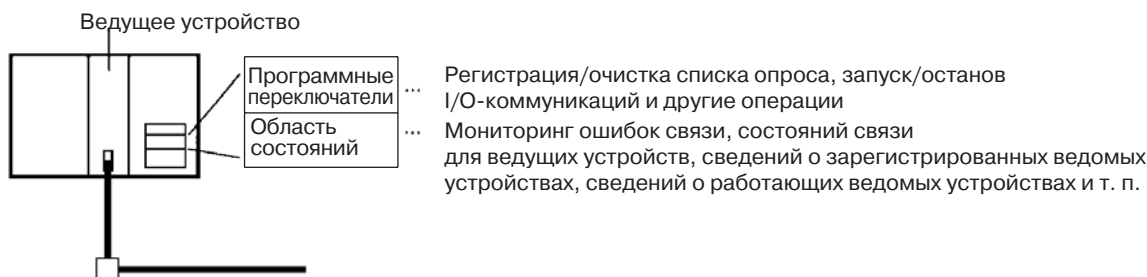 Ведущее устройство
Программные
переключатели
... Регистрация/очистка списка опроса, запуск/останов
I/O-коммуникаций и другие операции
Область
состояний
... Мониторинг ошибок связи, состояний связи
для ведущих устройств, сведений о зарегистрированных ведомых
устройствах, сведений о работающих ведомых устройствах и т. п.